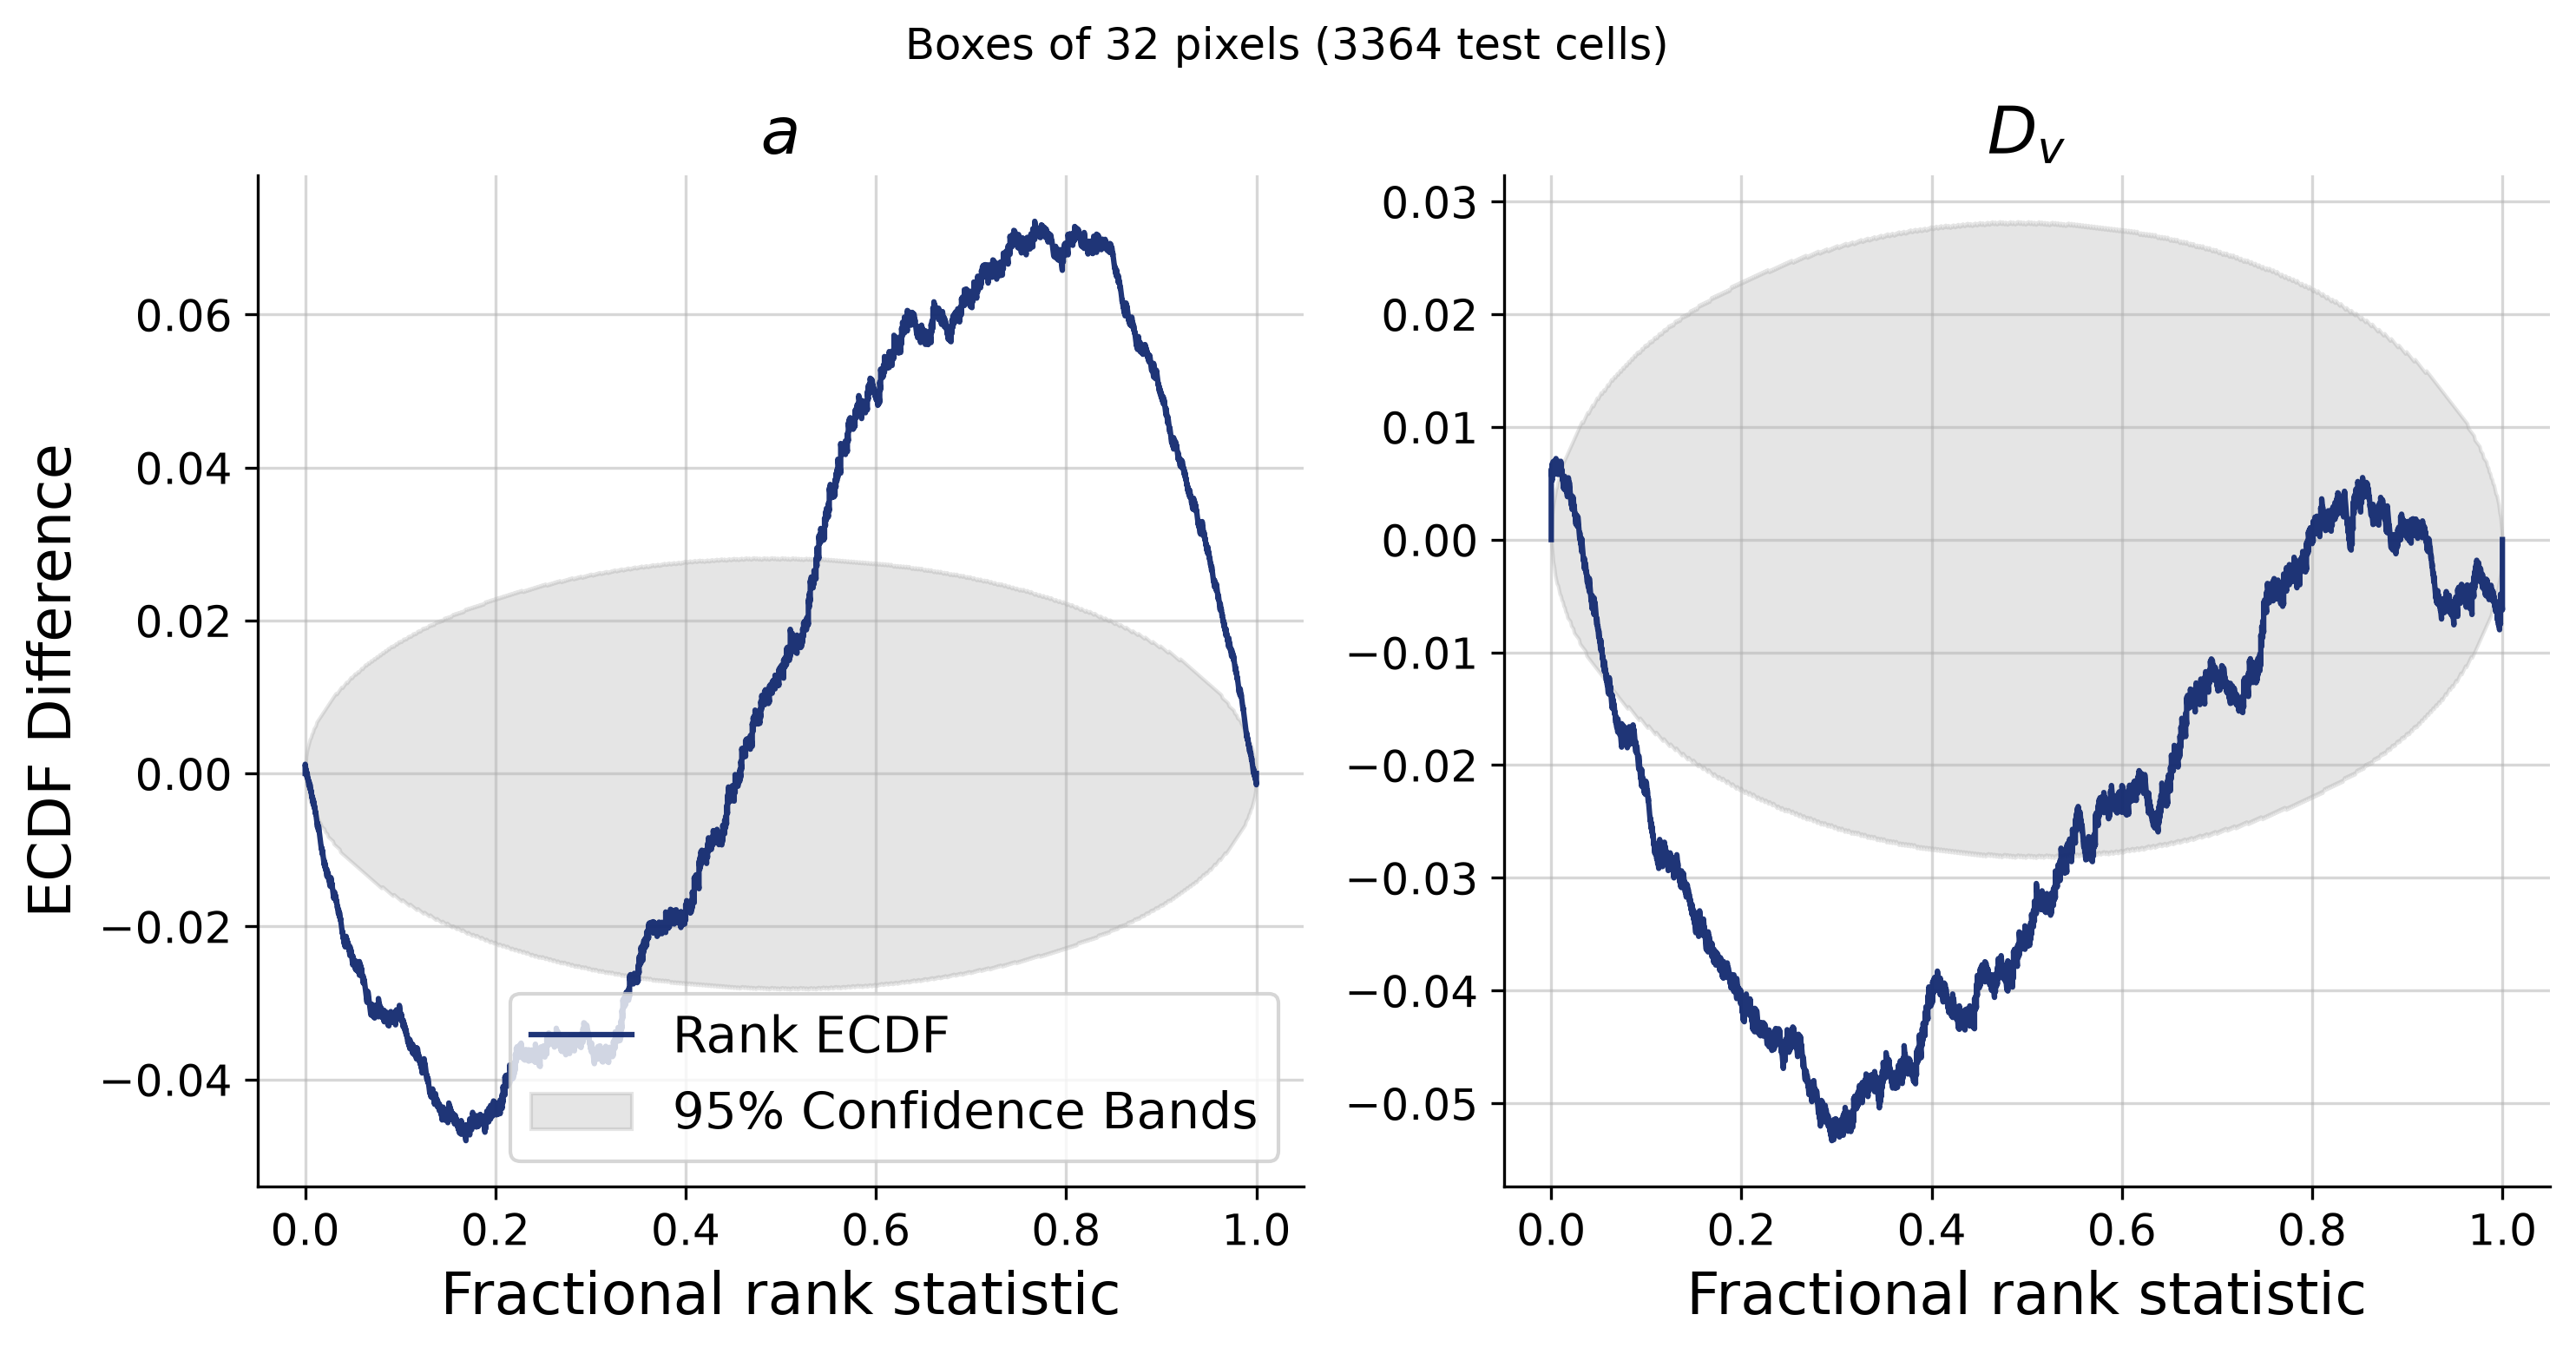 Boxes of 32 pixels (3364 test cells)
a
ECDF Difference
0.06
0.04
0.02
0.00
−0.02
−0.04
Rank ECDF
95% Confidence Bands
0.0 0.2 0.4 0.6 0.8 1.0
Fractional rank statistic
D_v
0.03
0.02
0.01
0.00
−0.01
−0.02
−0.03
−0.04
−0.05
0.0 0.2 0.4 0.6 0.8 1.0
Fractional rank statistic